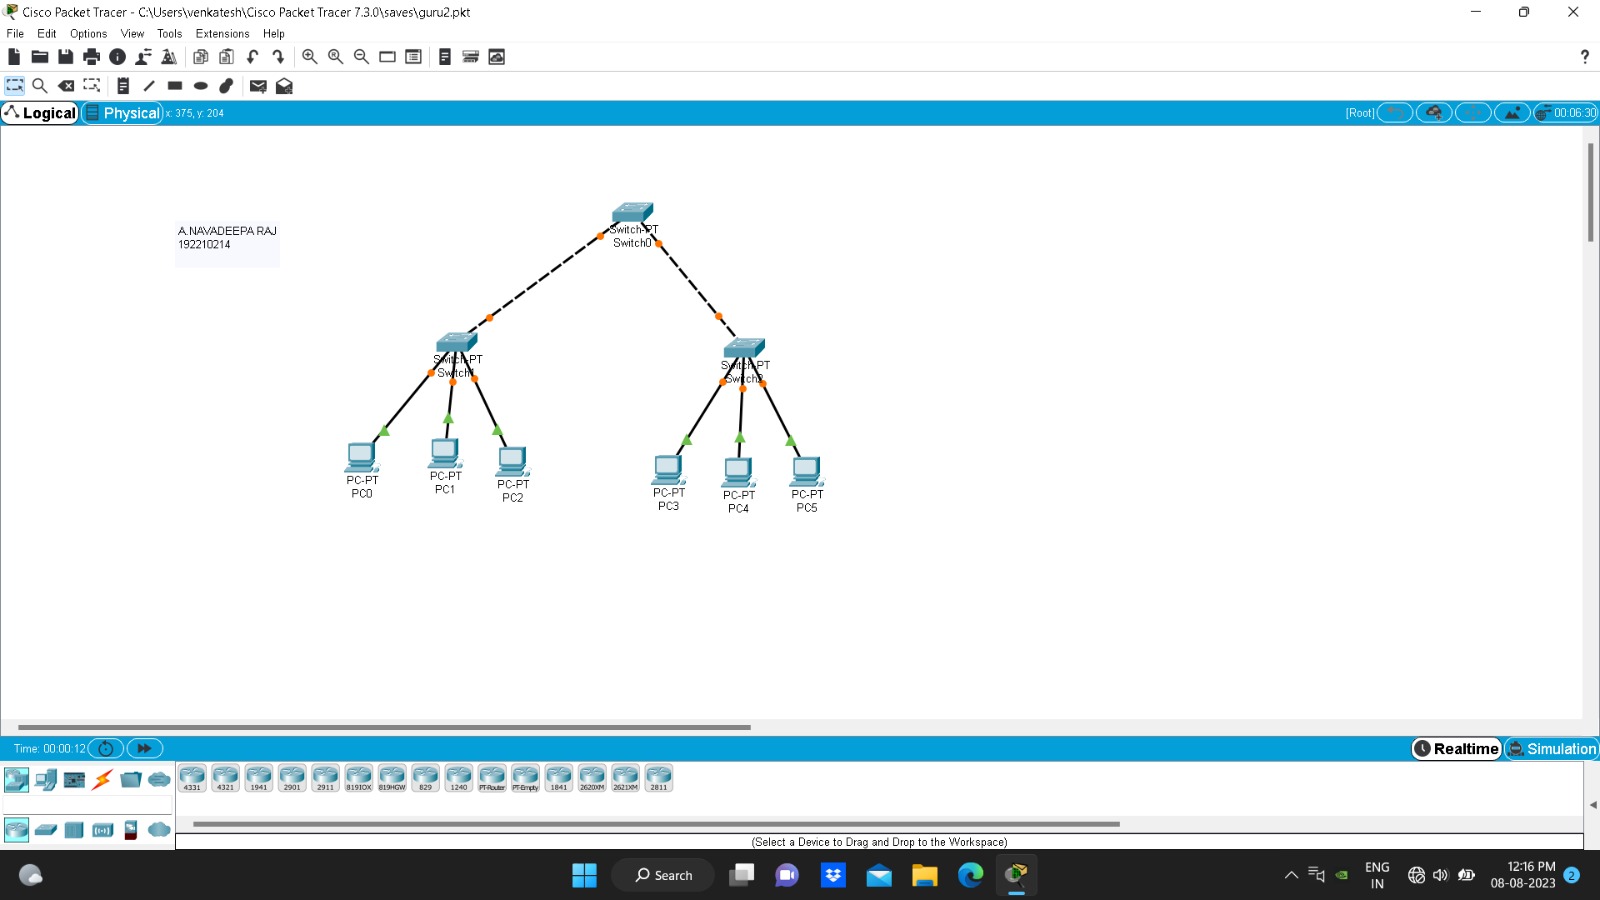 Cisco Packet Tracer - C:\Users\venkatesh\Cisco Packet Tracer 7.3.0\saves\guru2.pkt
File Edit Options View Tools Extensions Help
?
Logical Physical x: 375, y: 204 [Root] 00:06:30
A.NAVADEEPA RAJ
192210214
Switch-PT
Switch0
Switch-PT
Switch1
Switch-PT
Switch2
PC-PT
PC0
PC-PT
PC1
PC-PT
PC2
PC-PT
PC3
PC-PT
PC4
PC-PT
PC5
Time: 00:00:12 Realtime Simulation
4331 4321 1941 2901 2911 819IOX 819HGW 829 1240 PT-Router PT-Empty 1841 2620XM 2621XM 2811
(Select a Device to Drag and Drop to the Workspace)
Search
ENG
IN
12:16 PM
08-08-2023
2